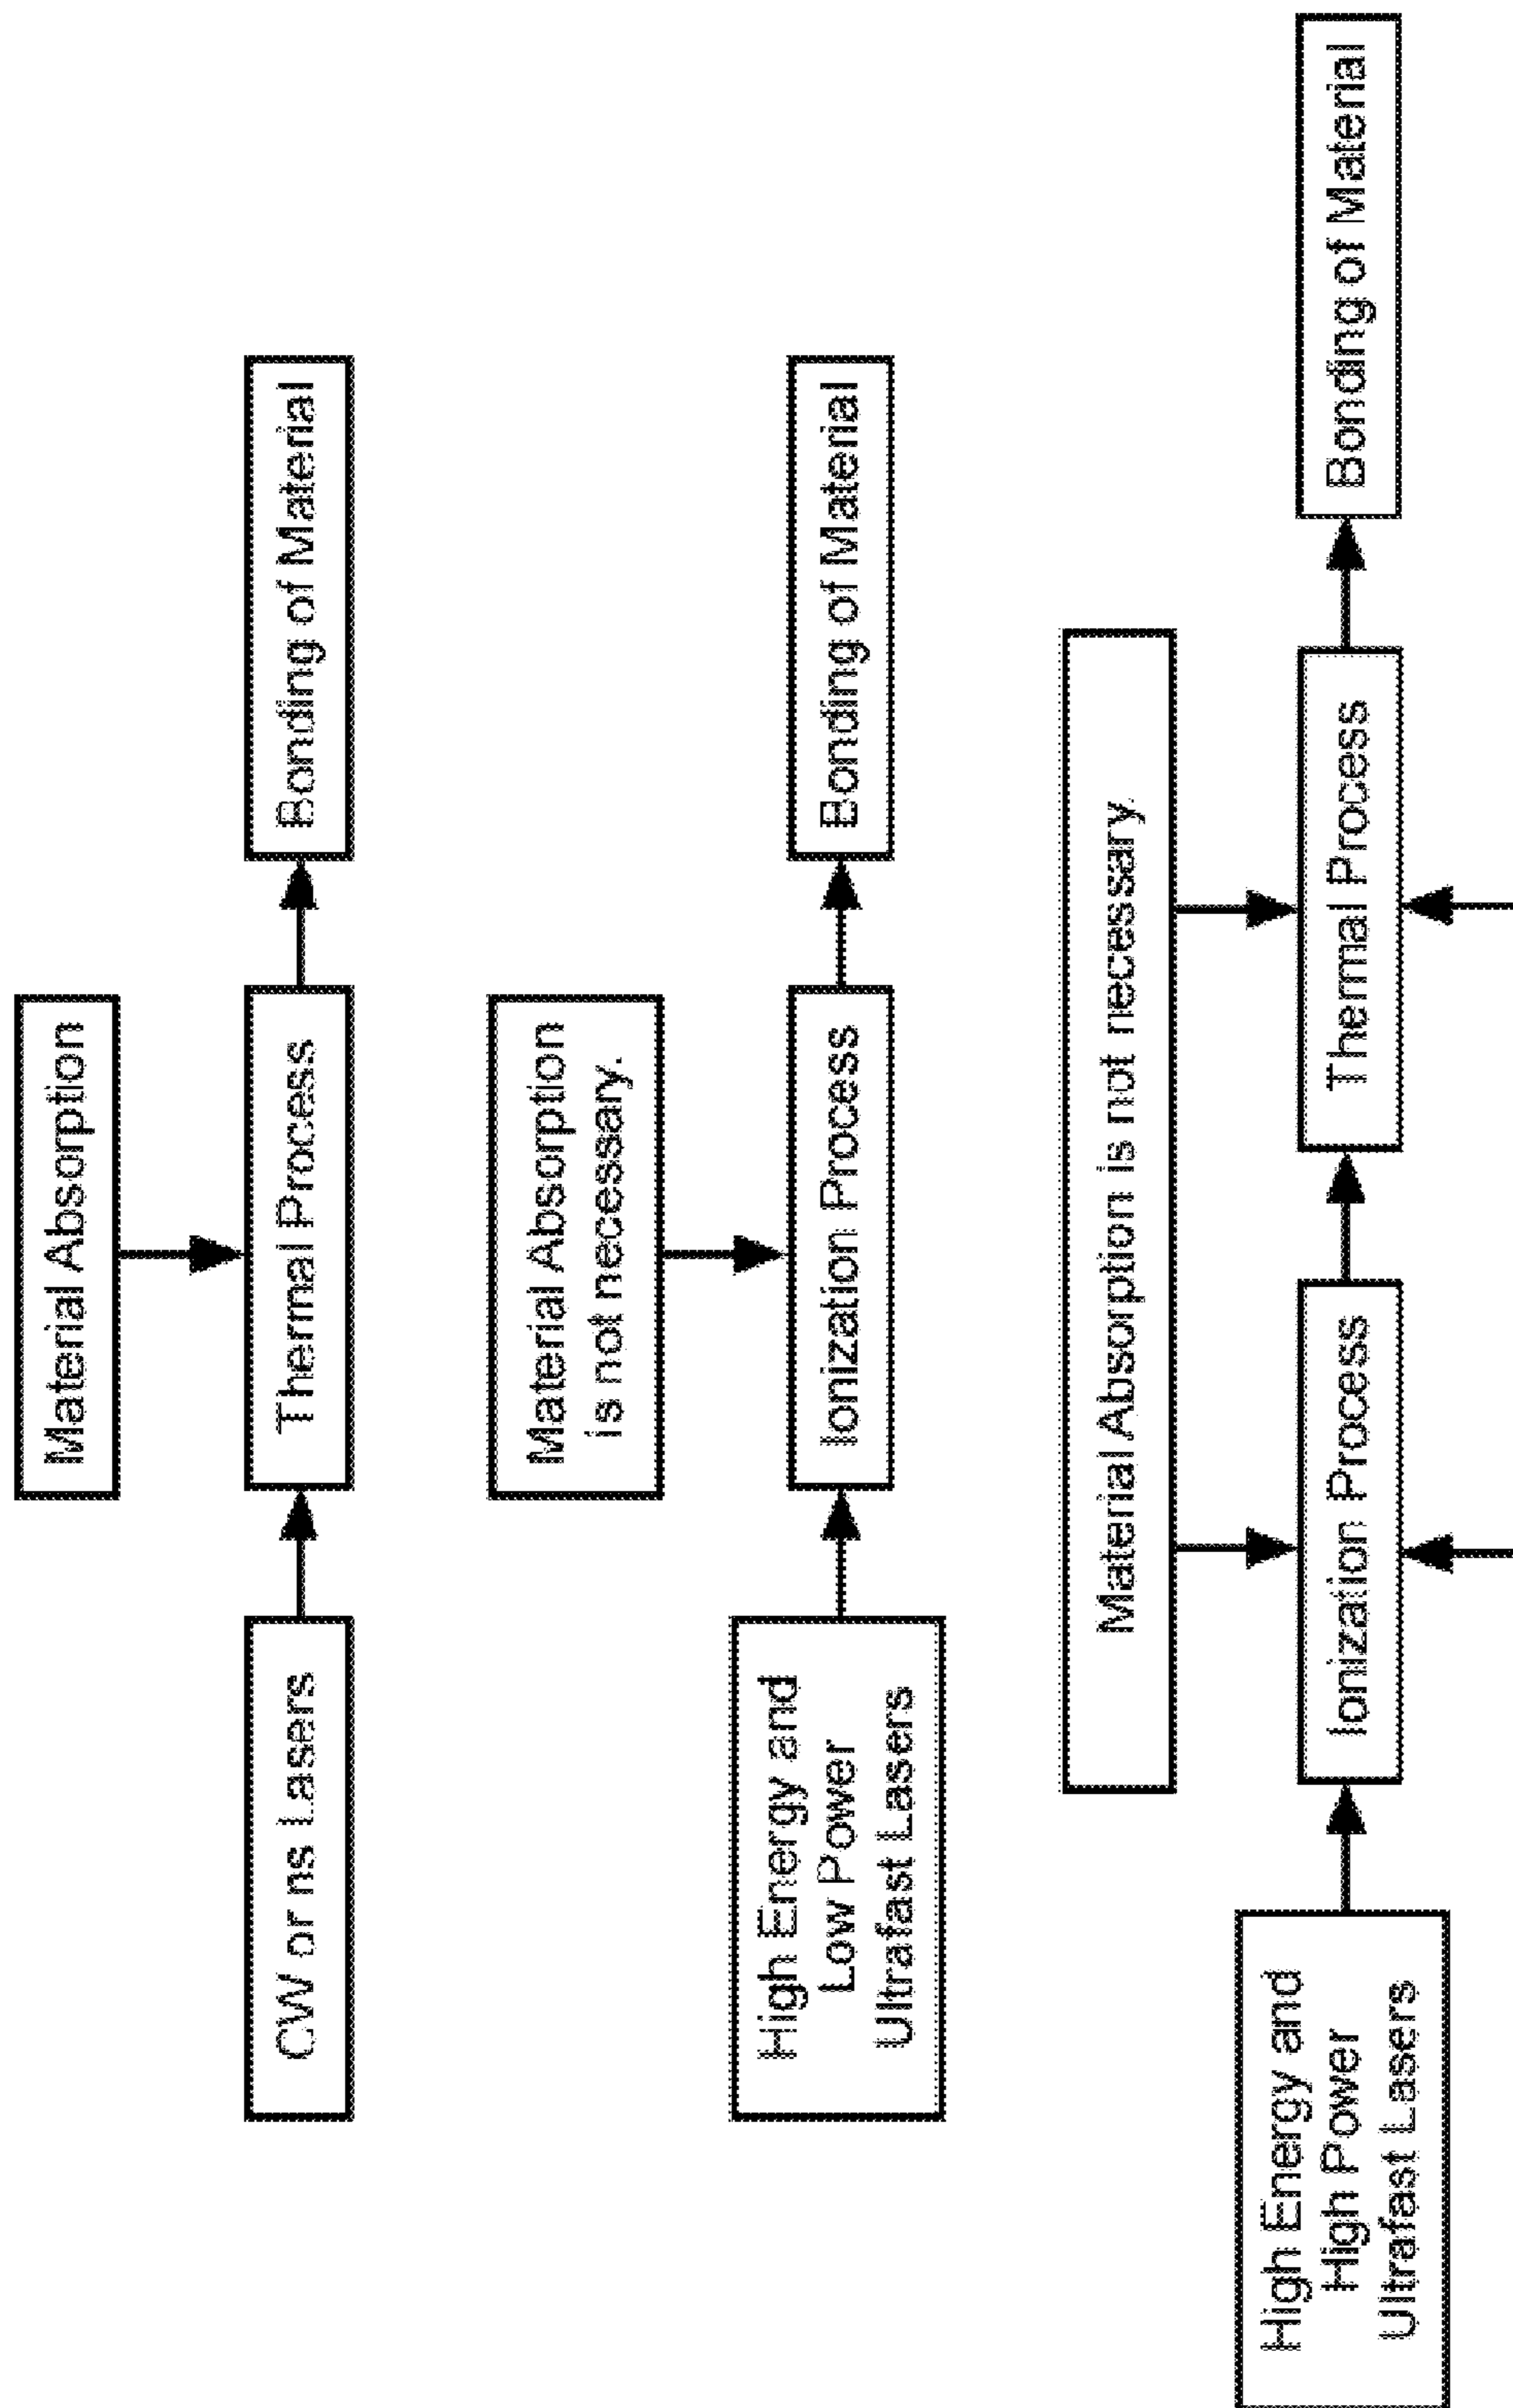 Material Absorption
CW or ns Lasers
Thermal Process
Bonding of Material
Material Absorption
is not necessary.
High Energy and
Low Power
Ultrafast Lasers
Ionization Process
Bonding of Material
Material Absorption is not necessary.
High Energy and
High Power
Ultrafast Lasers
Ionization Process
Thermal Process
Bonding of Material